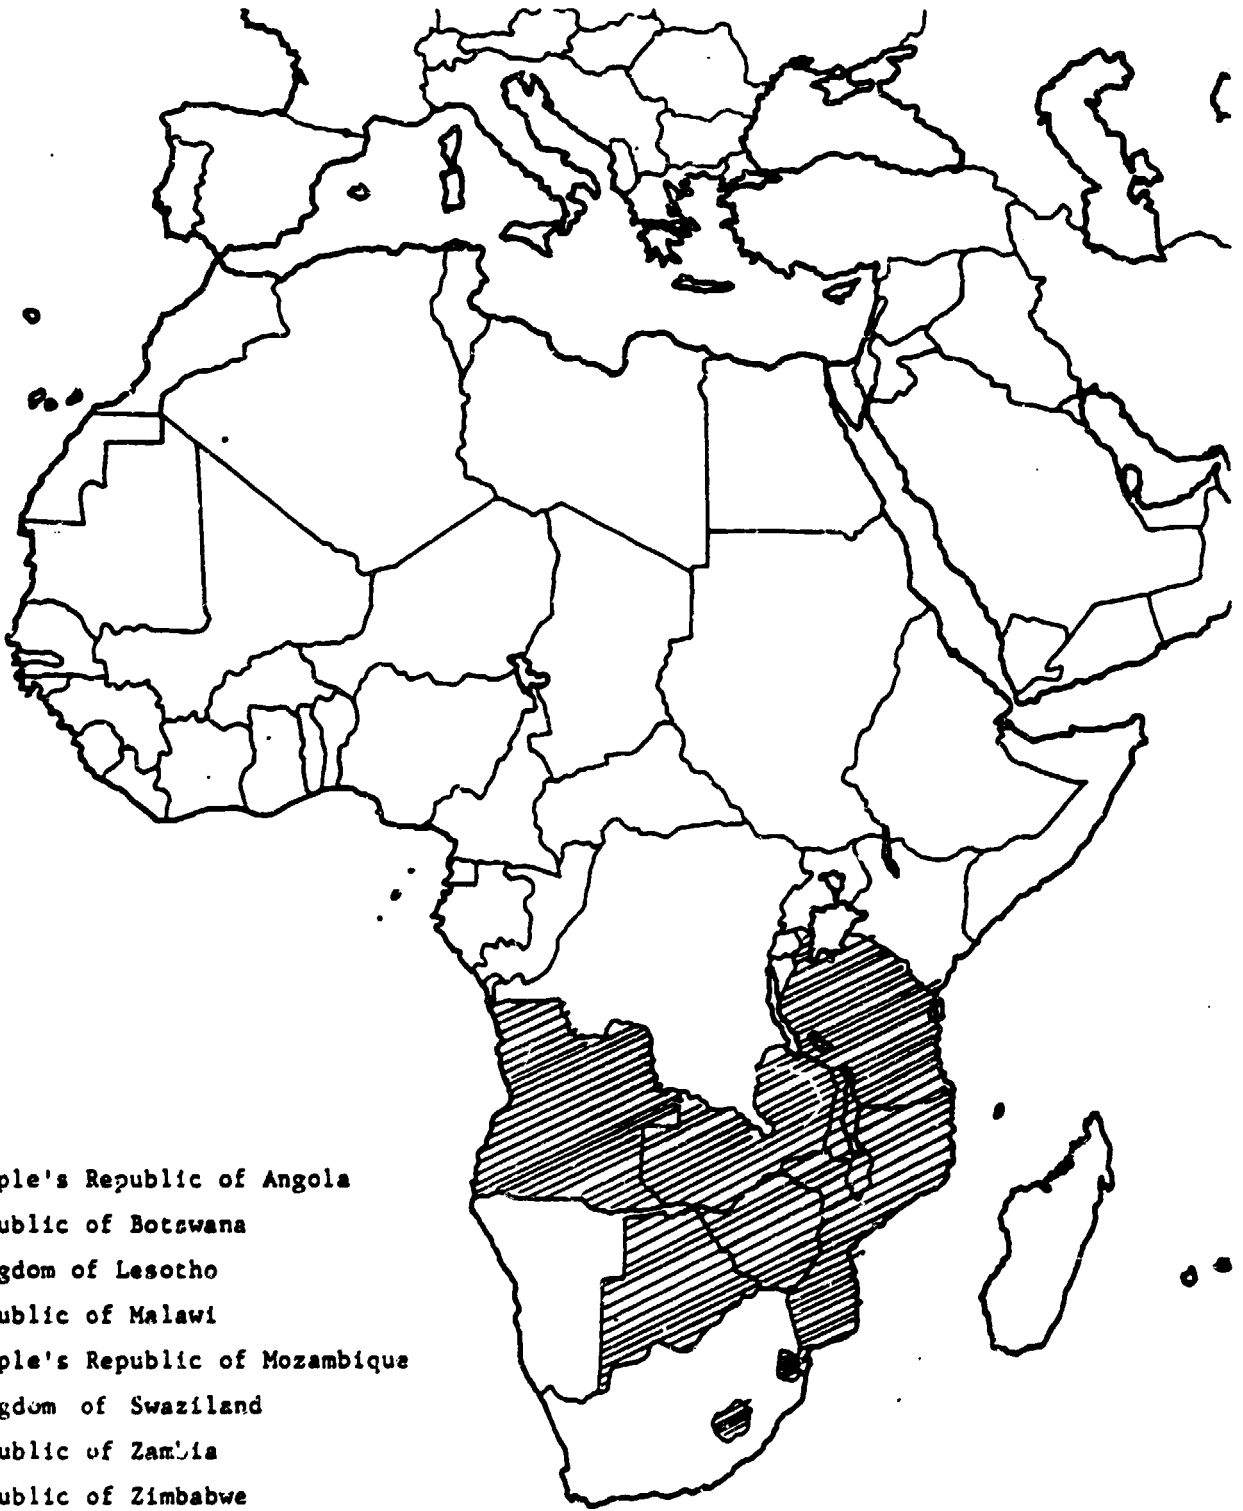 ple's Republic of Angola
ublic of Botswana
gdom of Lesotho
ublic of Malawi
ple's Republic of Mozambique
gdom of Swaziland
ublic of Zambia
ublic of Zimbabwe